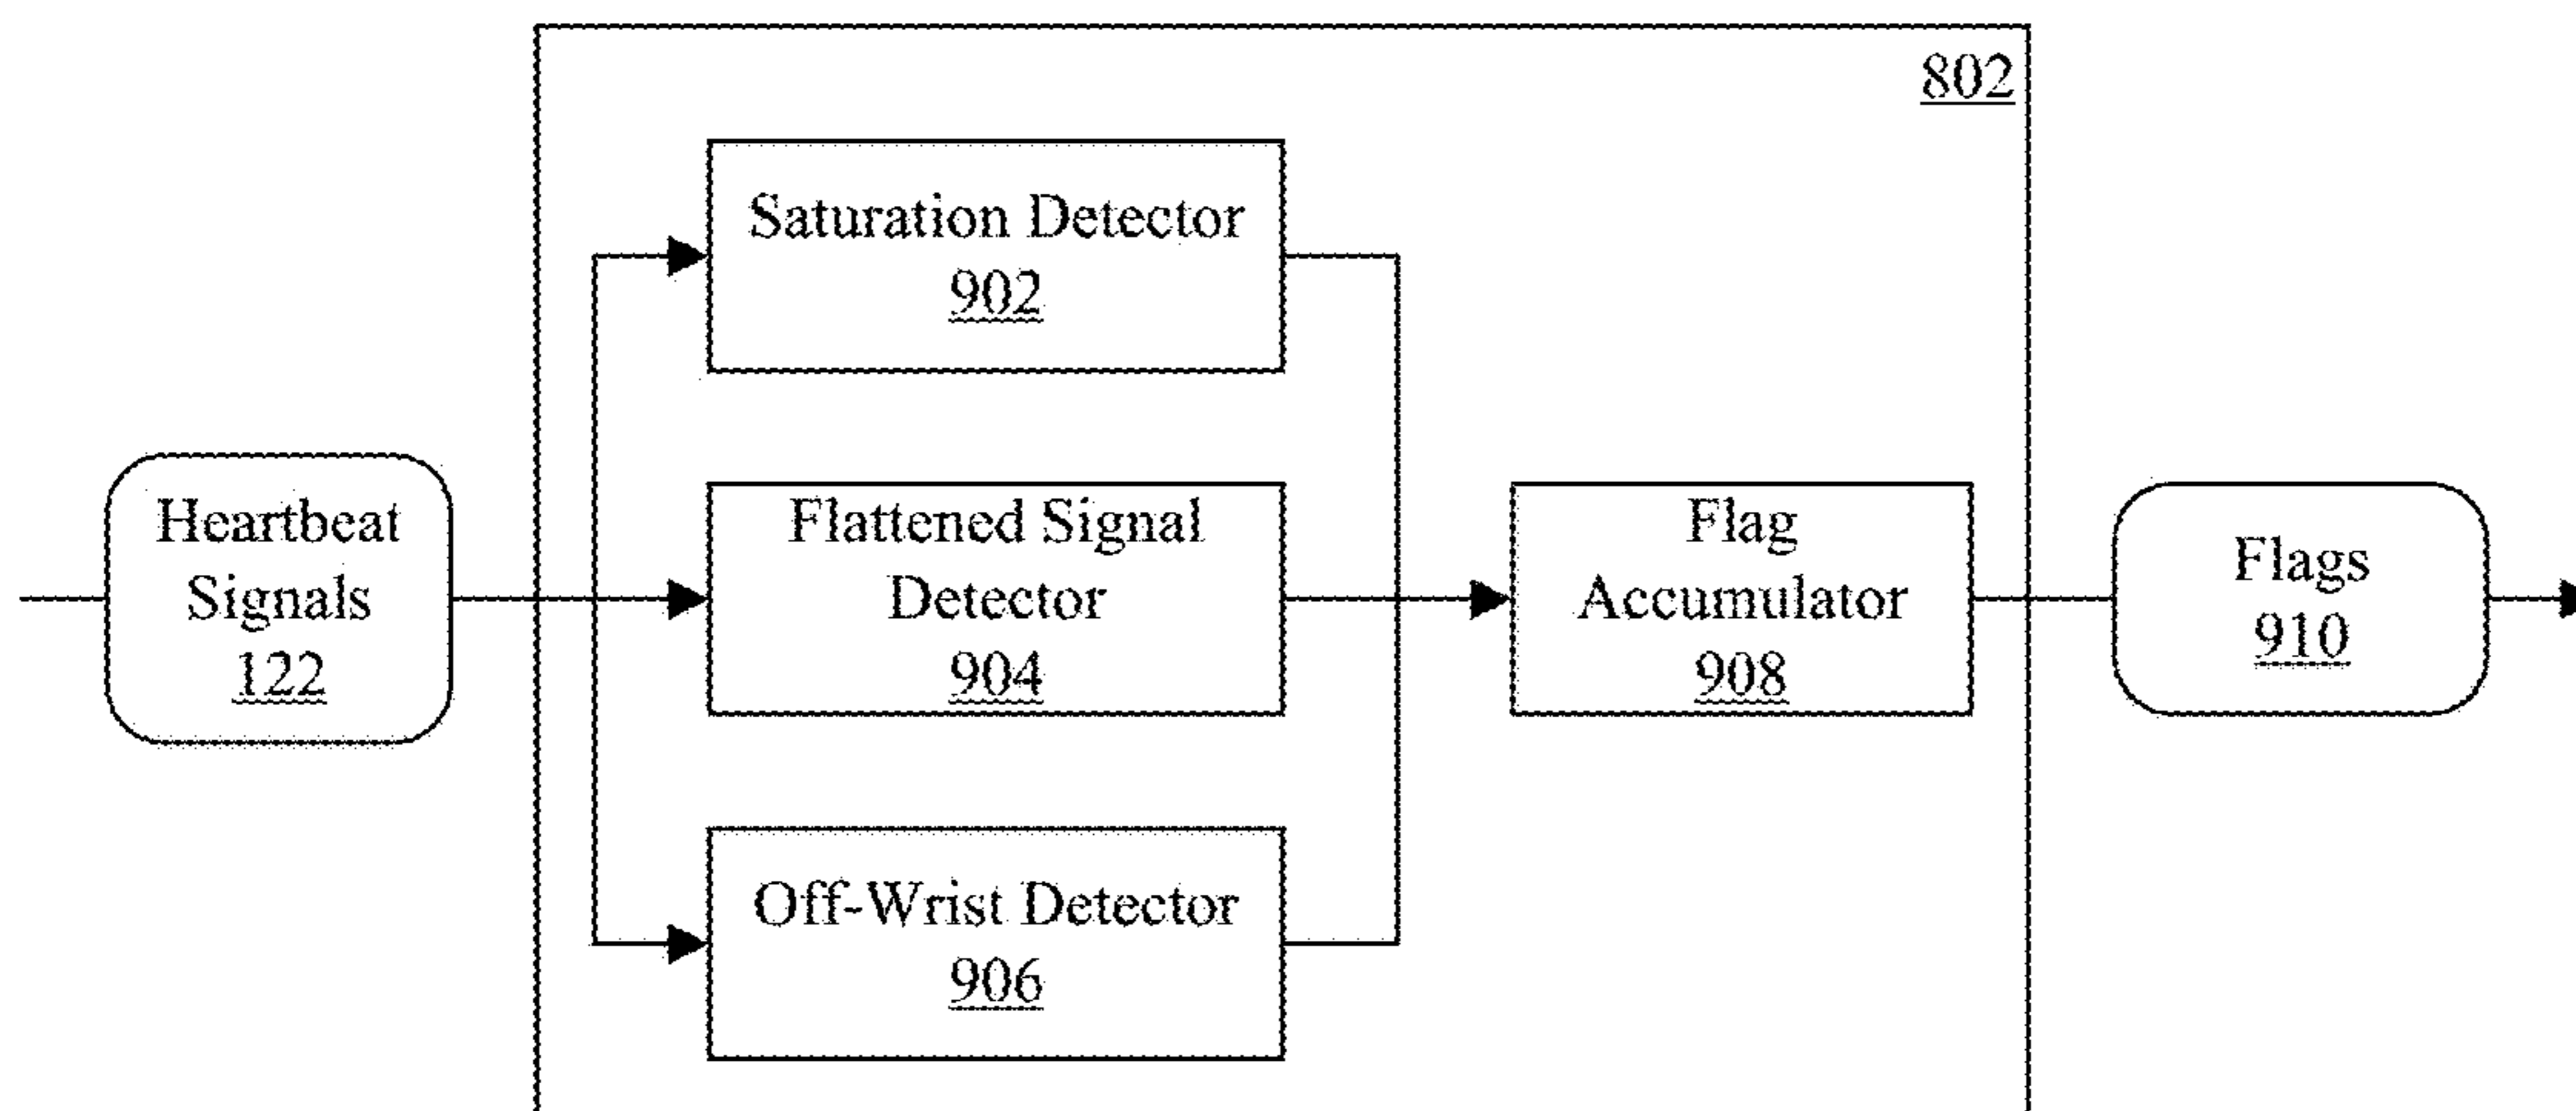 802
Saturation Detector
902
Heartbeat
Signals
122
Flattened Signal
Detector
904
Flag
Accumulator
908
Flags
910
Off-Wrist Detector
906